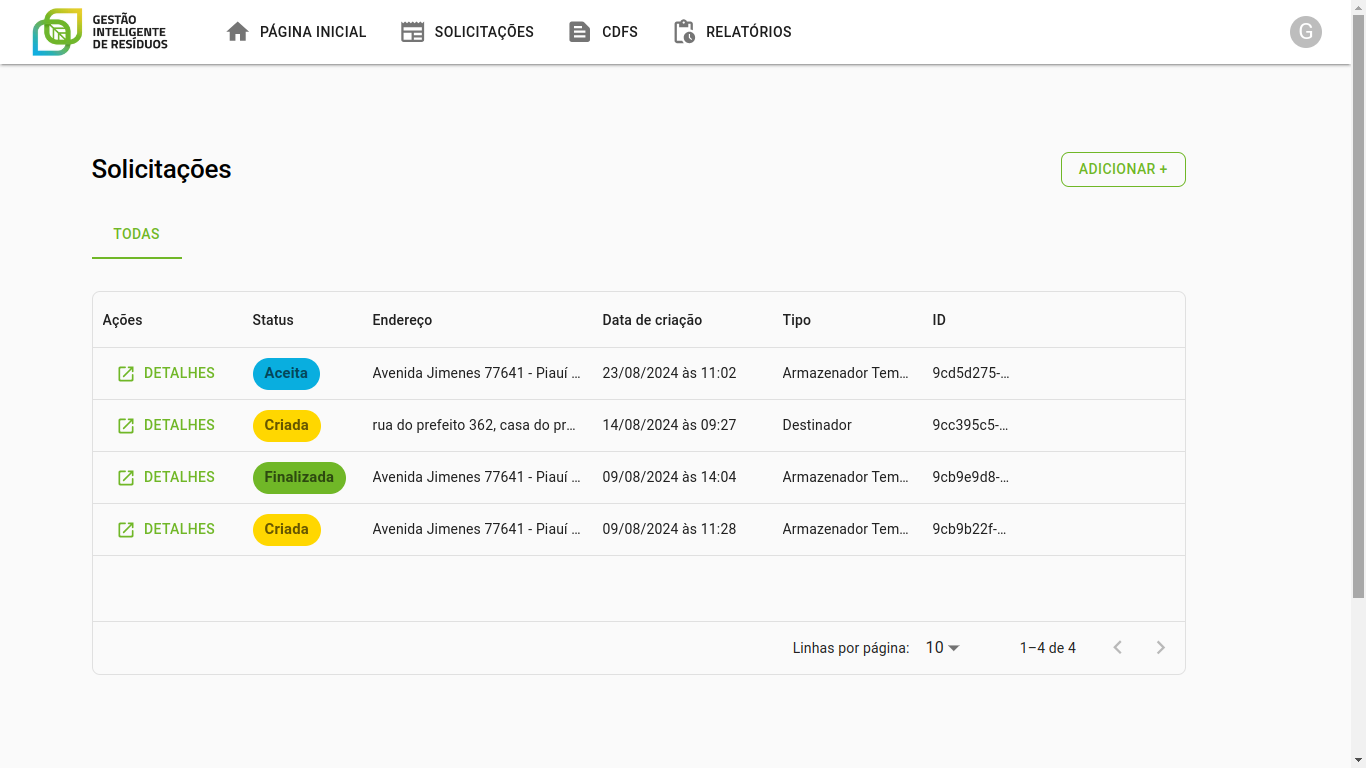 GESTÃO
INTELIGENTE
DE RESÍDUOS
PÁGINA INICIAL
SOLICITAÇÕES
CDFS
RELATÓRIOS
G
Solicitações
ADICIONAR +
TODAS
Ações Status Endereço Data de criação Tipo ID
DETALHES Aceita Avenida Jimenes 77641 - Piauí ... 23/08/2024 às 11:02 Armazenador Tem... 9cd5d275-...
DETALHES Criada rua do prefeito 362, casa do pr... 14/08/2024 às 09:27 Destinador 9cc395c5-...
DETALHES Finalizada Avenida Jimenes 77641 - Piauí ... 09/08/2024 às 14:04 Armazenador Tem... 9cb9e9d8-...
DETALHES Criada Avenida Jimenes 77641 - Piauí ... 09/08/2024 às 11:28 Armazenador Tem... 9cb9b22f-...
Linhas por página: 10 1–4 de 4